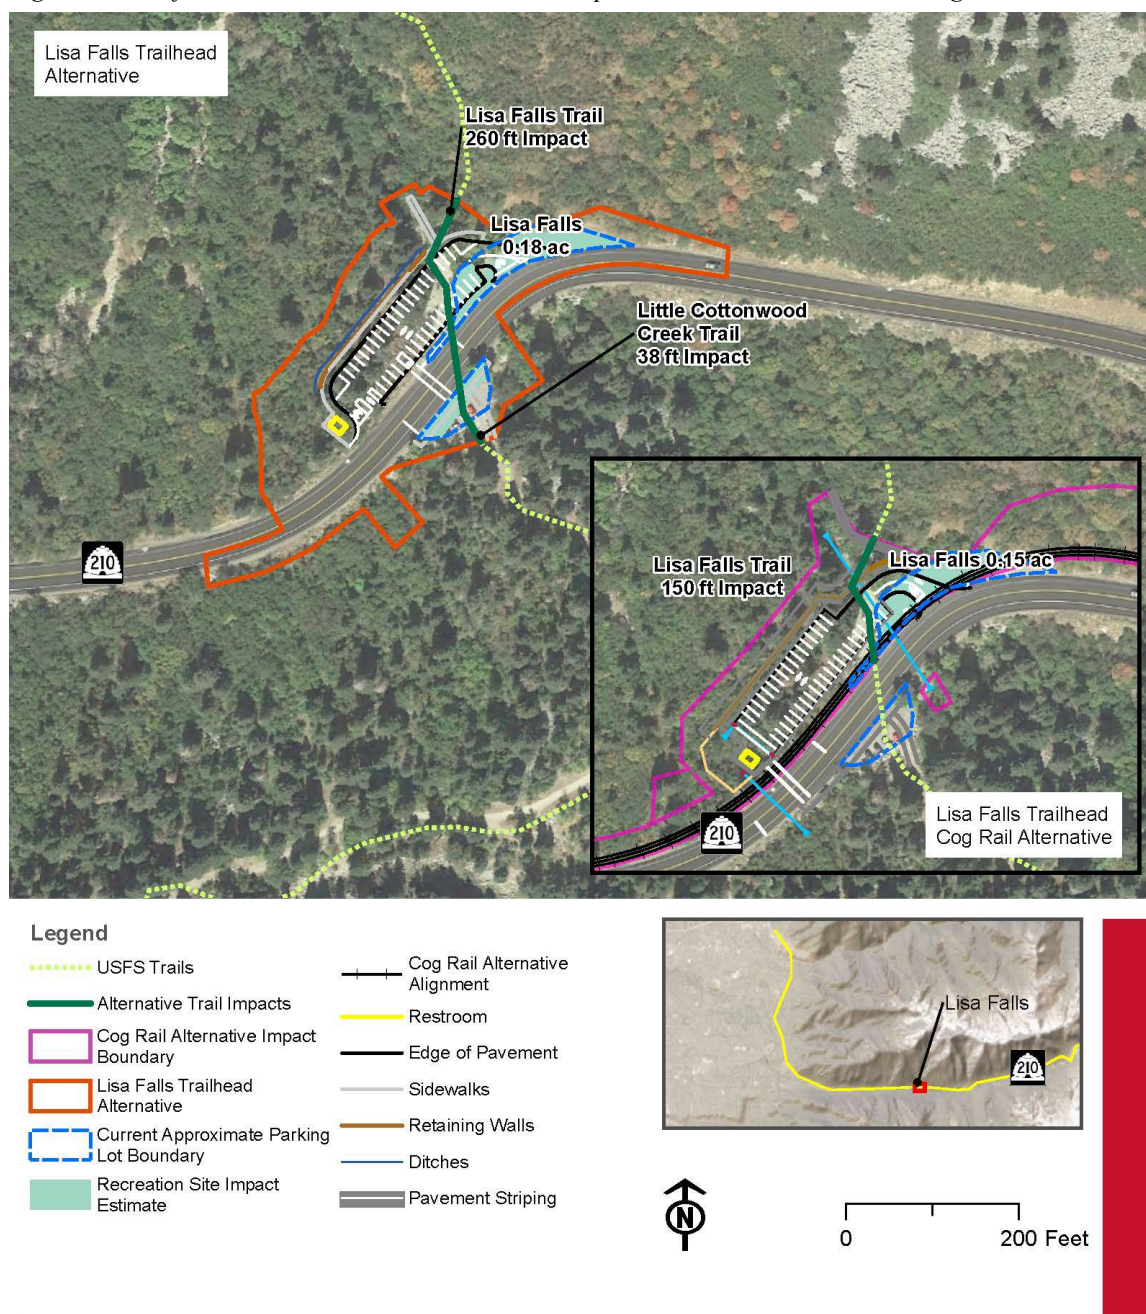 Lisa Falls Trailhead
Alternative
Lisa Falls Trail
260 ft Impact
Lisa Falls
0.18 ac
Little Cottonwood
Creek Trail
38 ft Impact
210
Lisa Falls Trail
150 ft Impact
Lisa Falls 0.15 ac
210
Lisa Falls Trailhead
Cog Rail Alternative
Legend
USFS Trails
Alternative Trail Impacts
Cog Rail Alternative Impact
Boundary
Lisa Falls Trailhead
Alternative
Current Approximate Parking
Lot Boundary
Recreation Site Impact
Estimate
Cog Rail Alternative
Alignment
Restroom
Edge of Pavement
Sidewalks
Retaining Walls
Ditches
Pavement Striping
Lisa Falls
210
N
0
200 Feet